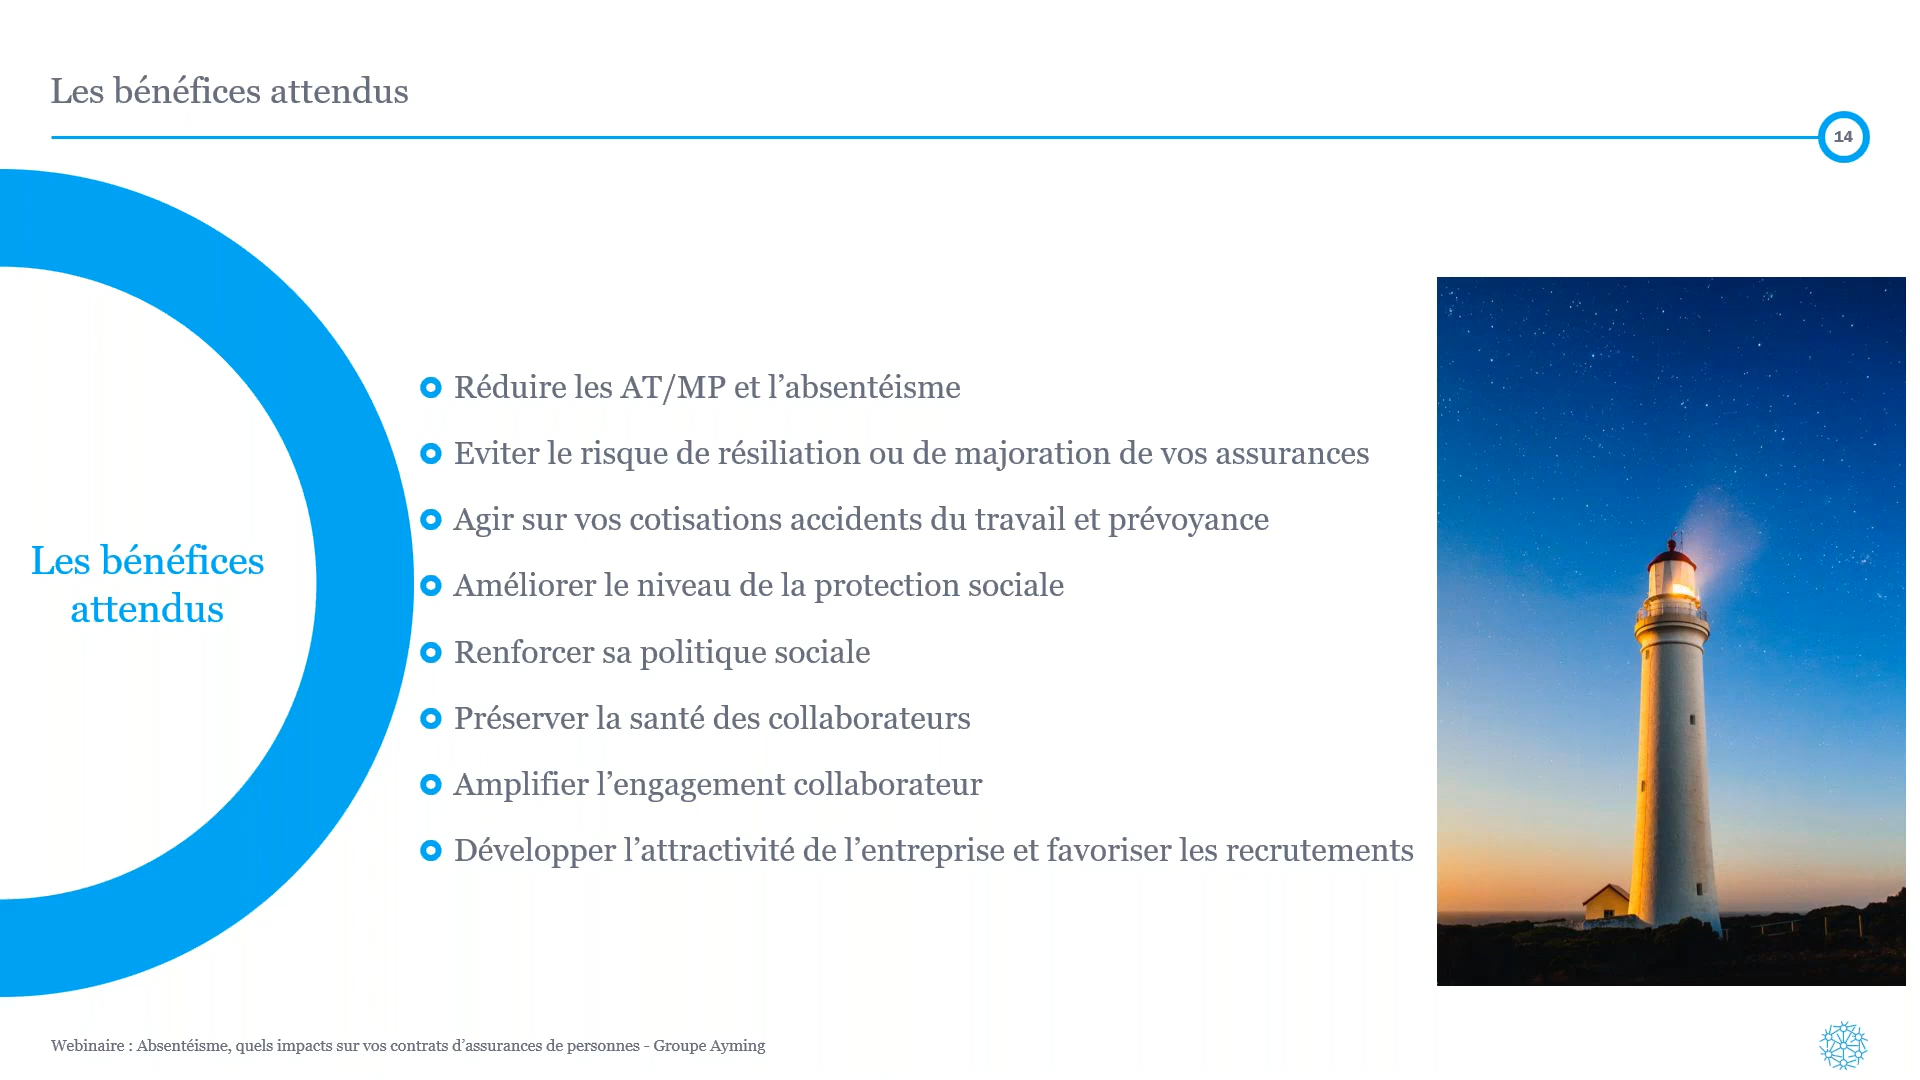 Les bénéfices attendus
14
Les bénéfices
attendus
Réduire les AT/MP et l’absentéisme
Eviter le risque de résiliation ou de majoration de vos assurances
Agir sur vos cotisations accidents du travail et prévoyance
Améliorer le niveau de la protection sociale
Renforcer sa politique sociale
Préserver la santé des collaborateurs
Amplifier l’engagement collaborateur
Développer l’attractivité de l’entreprise et favoriser les recrutements
Webinaire : Absentéisme, quels impacts sur vos contrats d’assurances de personnes - Groupe Ayming